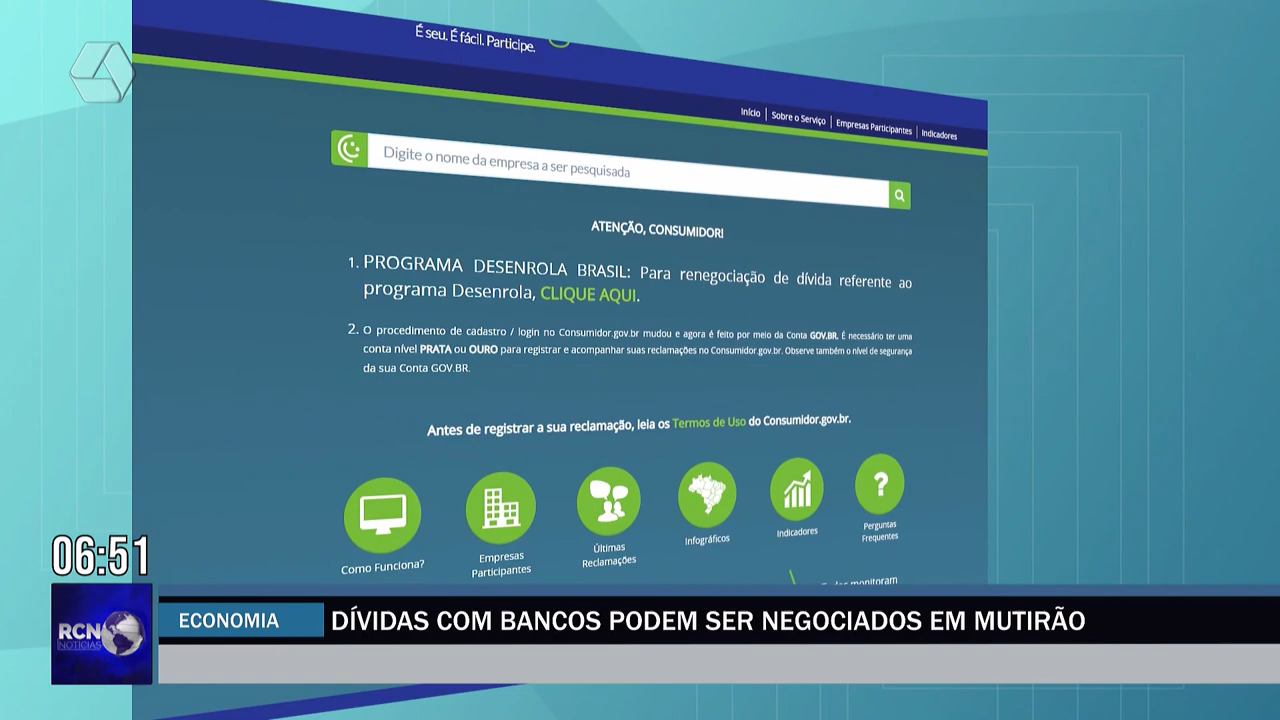 É seu. É fácil. Participe.
Início | Sobre o Serviço | Empresas Participantes | Indicadores
Digite o nome da empresa a ser pesquisada
ATENÇÃO, CONSUMIDOR!
1. PROGRAMA DESENROLA BRASIL: Para renegociação de dívida referente ao
programa Desenrola, CLIQUE AQUI.
2. O procedimento de cadastro / login no Consumidor.gov.br mudou e agora é feito por meio da Conta GOV.BR. É necessário ter uma
conta nível PRATA ou OURO para registrar e acompanhar suas reclamações no Consumidor.gov.br. Observe também o nível de segurança
da sua Conta GOV.BR.
Antes de registrar a sua reclamação, leia os Termos de Uso do Consumidor.gov.br.
Como Funciona?
Empresas
Participantes
Últimas
Reclamações
Infográficos
Indicadores
Perguntas
Frequentes
monitoram
06:51
RCN
NOTÍCIAS
ECONOMIA
DÍVIDAS COM BANCOS PODEM SER NEGOCIADOS EM MUTIRÃO